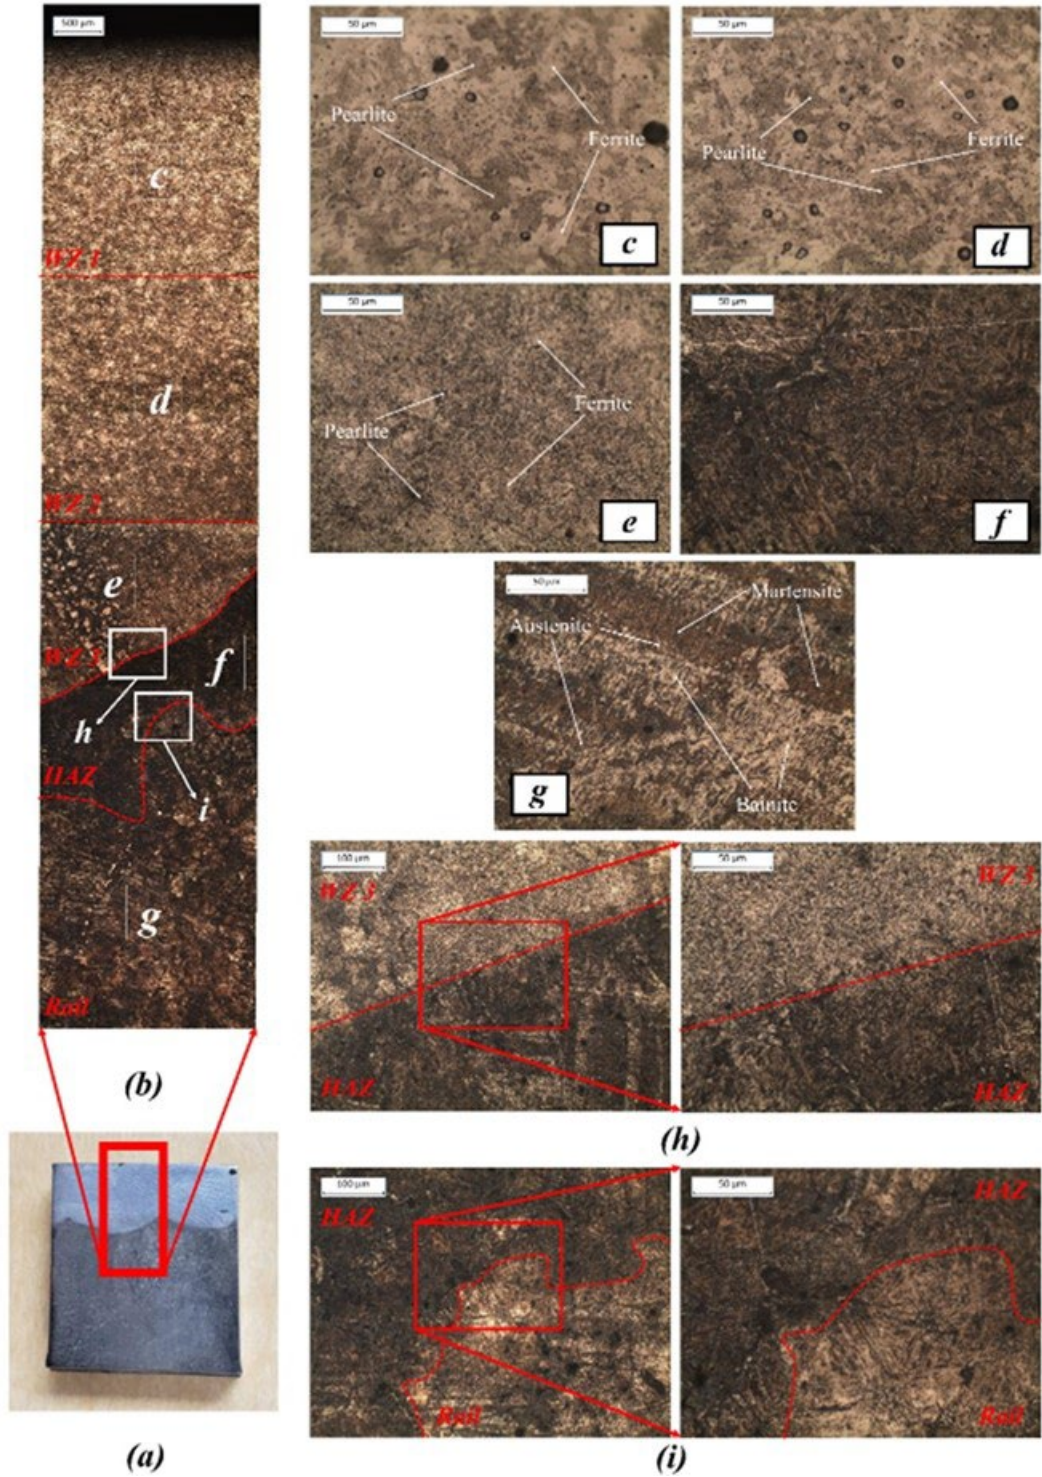 500 µm
c
WZ 1
d
WZ 2
e
WZ 3
f
h
HAZ
i
g
Rail
(b)
(a)
50 µm
Pearlite
Ferrite
c
50 µm
Pearlite
Ferrite
d
50 µm
Pearlite
Ferrite
e
50 µm
f
50 µm
Martensite
Austenite
Bainite
g
100 µm
WZ 3
HAZ
50 µm
WZ 3
HAZ
(h)
100 µm
HAZ
Rail
50 µm
HAZ
Rail
(i)